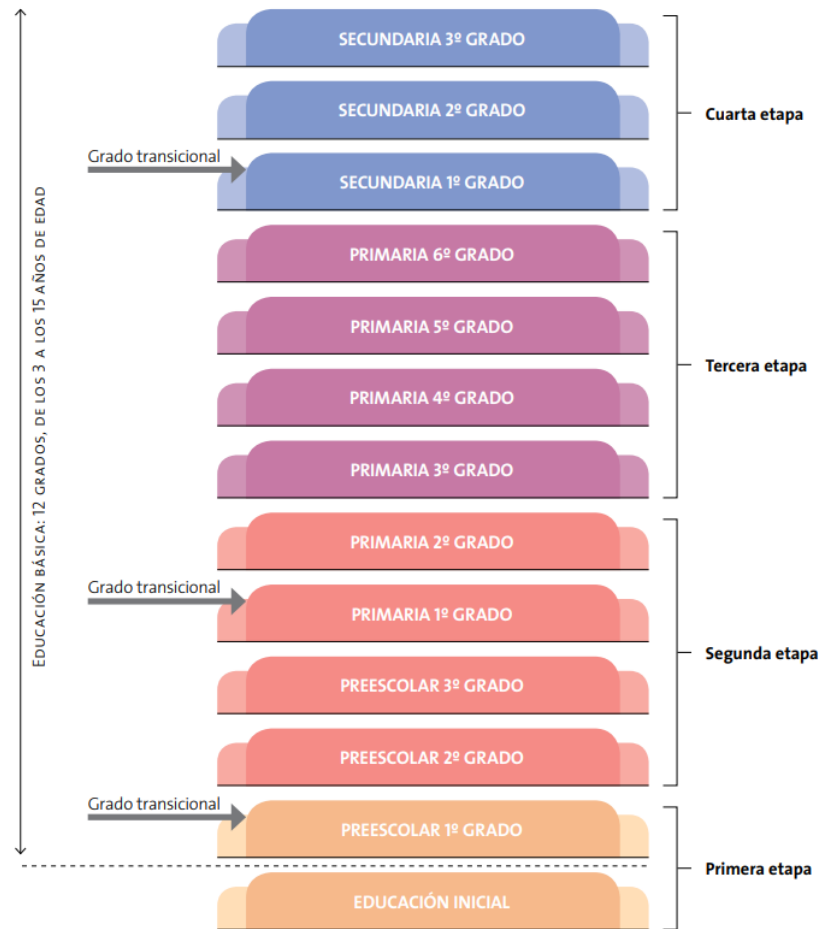 SECUNDARIA 3º GRADO
SECUNDARIA 2º GRADO
Cuarta etapa
Grado transicional
SECUNDARIA 1º GRADO
PRIMARIA 6º GRADO
PRIMARIA 5º GRADO
Tercera etapa
PRIMARIA 4º GRADO
PRIMARIA 3º GRADO
EDUCACIÓN BÁSICA: 12 GRADOS, DE LOS 3 A LOS 15 AÑOS DE EDAD
PRIMARIA 2º GRADO
Grado transicional
PRIMARIA 1º GRADO
Segunda etapa
PREESCOLAR 3º GRADO
PREESCOLAR 2º GRADO
Grado transicional
PREESCOLAR 1º GRADO
Primera etapa
EDUCACIÓN INICIAL